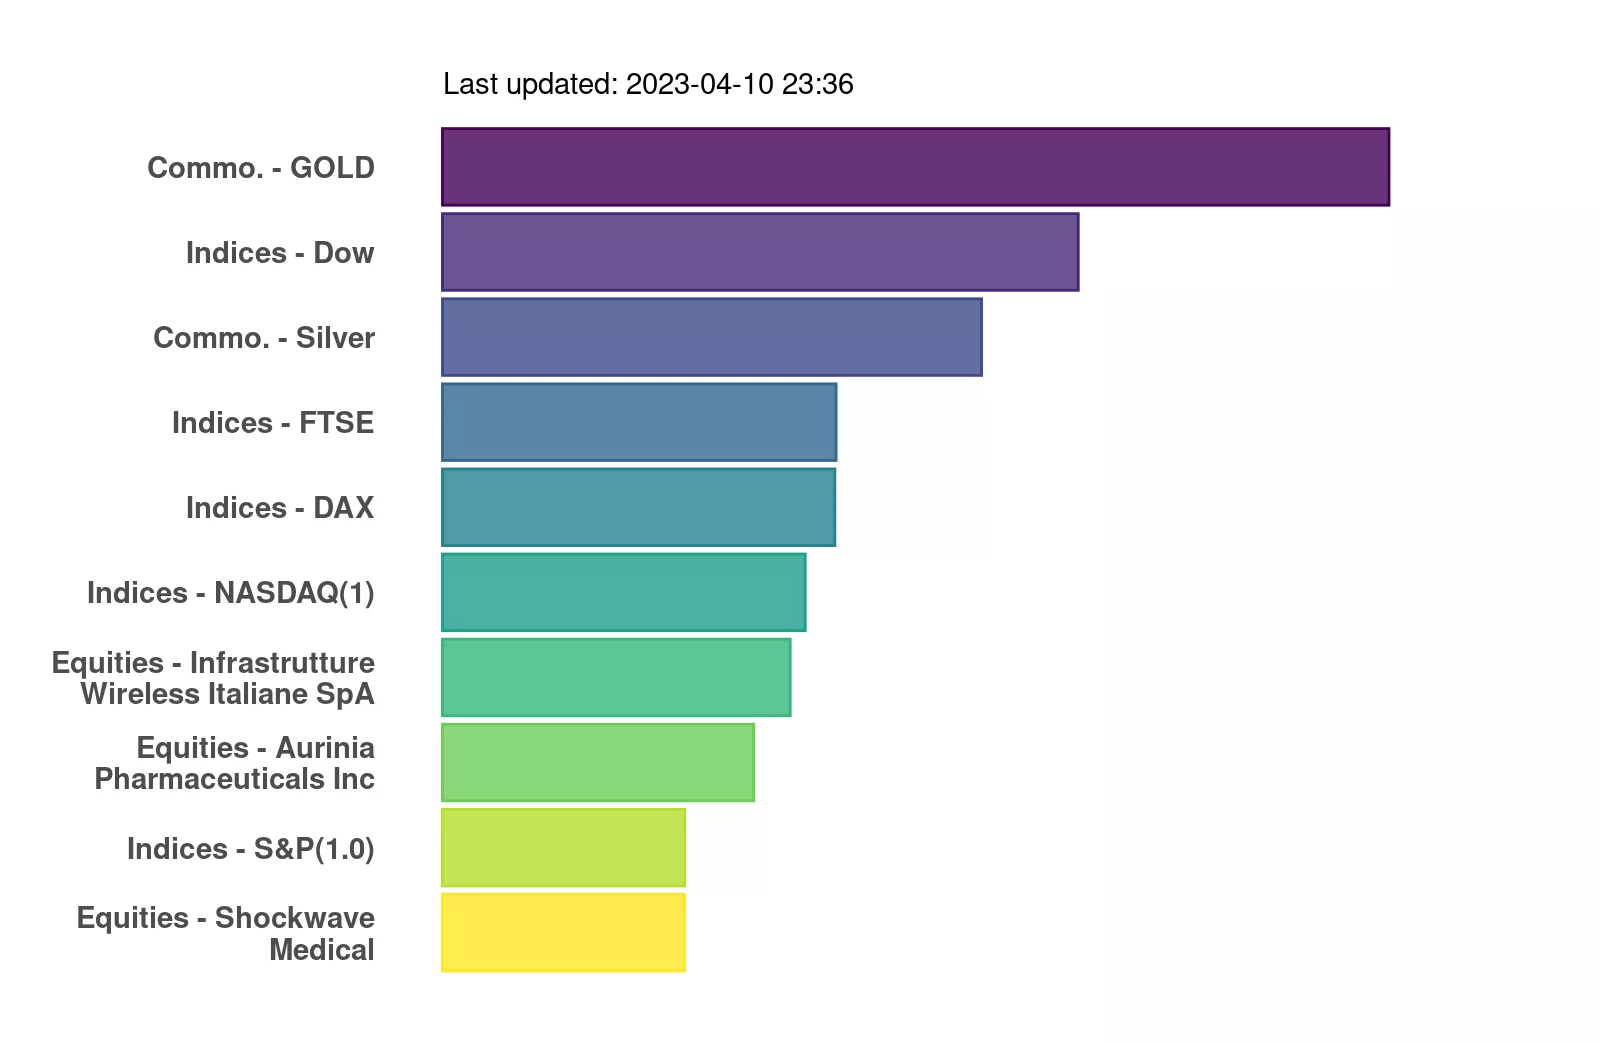 Last updated: 2023-04-10 23:36
Commo. - GOLD
Indices - Dow
Commo. - Silver
Indices - FTSE
Indices - DAX
Indices - NASDAQ(1)
Equities - Infrastrutture
Wireless Italiane SpA
Equities - Aurinia
Pharmaceuticals Inc
Indices - S&P(1.0)
Equities - Shockwave
Medical